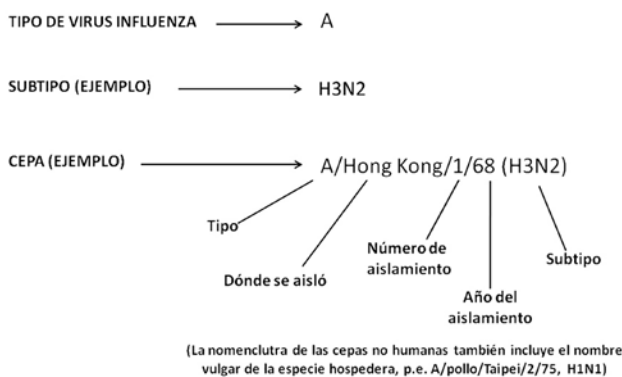 TIPO DE VIRUS INFLUENZA A
SUBTIPO (EJEMPLO) H3N2
CEPA (EJEMPLO) A/Hong Kong/1/68 (H3N2)
Tipo
Dónde se aisló
Número de
aislamiento
Año del
aislamiento
Subtipo
(La nomenclutra de las cepas no humanas también incluye el nombre
vulgar de la especie hospedera, p.e. A/pollo/Taipei/2/75, H1N1)